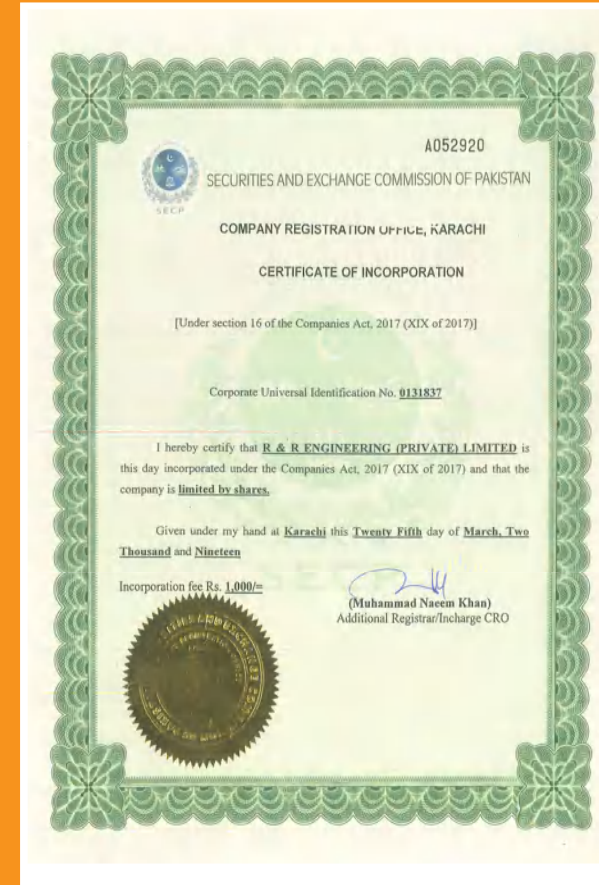 A052920
SECP
SECURITIES AND EXCHANGE COMMISSION OF PAKISTAN
COMPANY REGISTRATION OFFICE, KARACHI
CERTIFICATE OF INCORPORATION
[Under section 16 of the Companies Act, 2017 (XIX of 2017)]
Corporate Universal Identification No. 0131837
I hereby certify that R & R ENGINEERING (PRIVATE) LIMITED is
this day incorporated under the Companies Act, 2017 (XIX of 2017) and that the
company is limited by shares.
Given under my hand at Karachi this Twenty Fifth day of March, Two
Thousand and Nineteen
Incorporation fee Rs. 1,000/=
(Muhammad Naeem Khan)
Additional Registrar/Incharge CRO